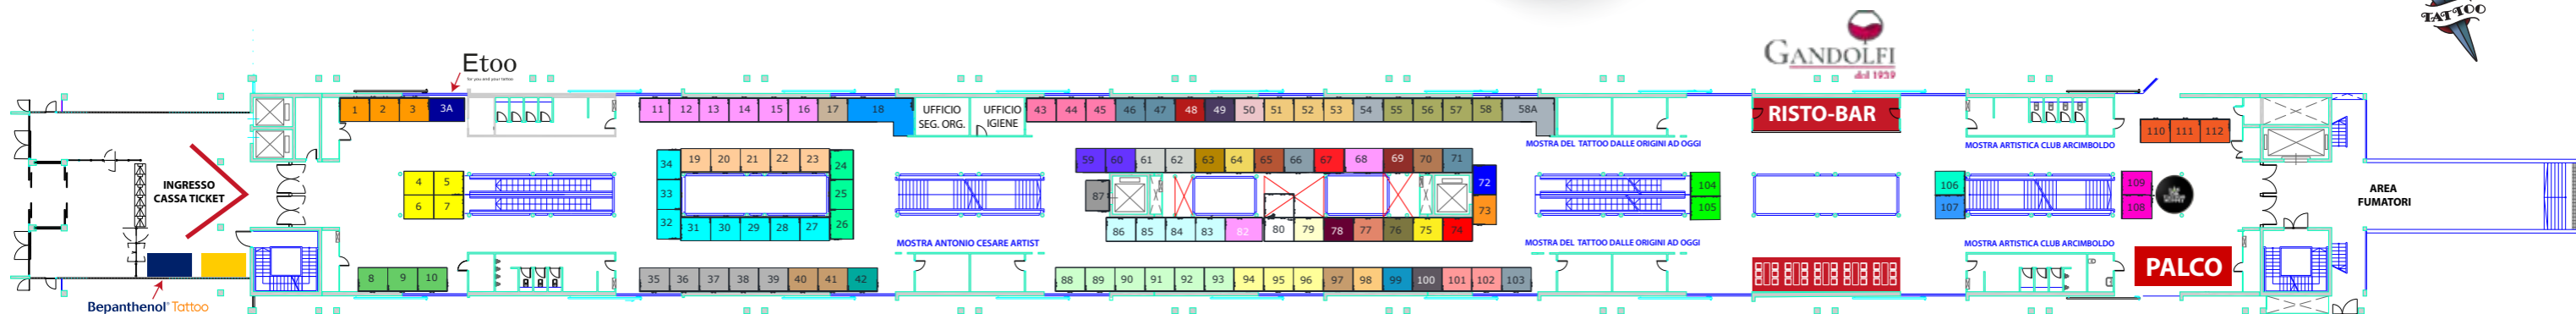 TATTOO
GANDOLFI
dal 1939
Etoo
for you and your tattoo
1 2 3 3A
11 12 13 14 15 16 17 18
UFFICIO
SEG. ORG.
UFFICIO
IGIENE
43 44 45 46 47 48 49 50 51 52 53 54 55 56 57 58 58A
RISTO-BAR
110 111 112
MOSTRA DEL TATTOO DALLE ORIGINI AD OGGI
MOSTRA ARTISTICA CLUB ARCIMBOLDO
INGRESSO
CASSA TICKET
4 5
6 7
34 19 20 21 22 23 24
33 25
32 31 30 29 28 27 26
59 60 61 62 63 64 65 66 67 68 69 70 71
87 72
73
86 85 84 83 82 80 79 78 77 76 75 74
104
105
106
107
109
108
AREA
FUMATORI
MOSTRA ANTONIO CESARE ARTIST
MOSTRA DEL TATTOO DALLE ORIGINI AD OGGI
MOSTRA ARTISTICA CLUB ARCIMBOLDO
8 9 10
35 36 37 38 39 40 41 42
88 89 90 91 92 93 94 95 96 97 98 99 100 101 102 103
PALCO
Bepanthenol® Tattoo